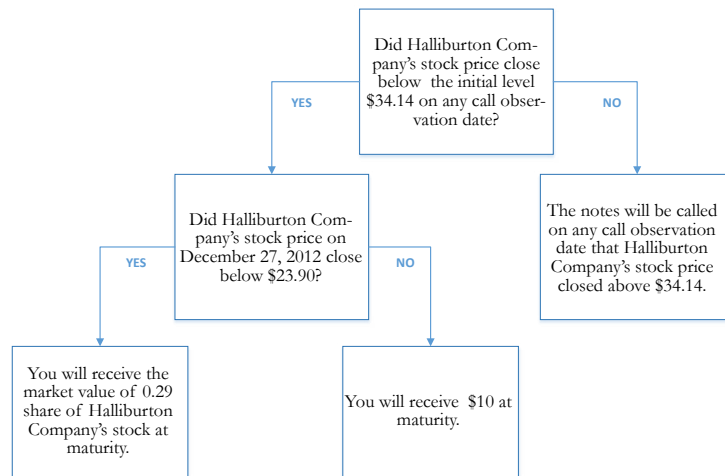 Did Halliburton Com-
pany's stock price close
below the initial level
$34.14 on any call obser-
vation date?
YES
NO
Did Halliburton Com-
pany's stock price on
December 27, 2012 close
below $23.90?
The notes will be called
on any call observation
date that Halliburton
Company's stock price
closed above $34.14.
YES
NO
You will receive the
market value of 0.29
share of Halliburton
Company's stock at
maturity.
You will receive $10 at
maturity.